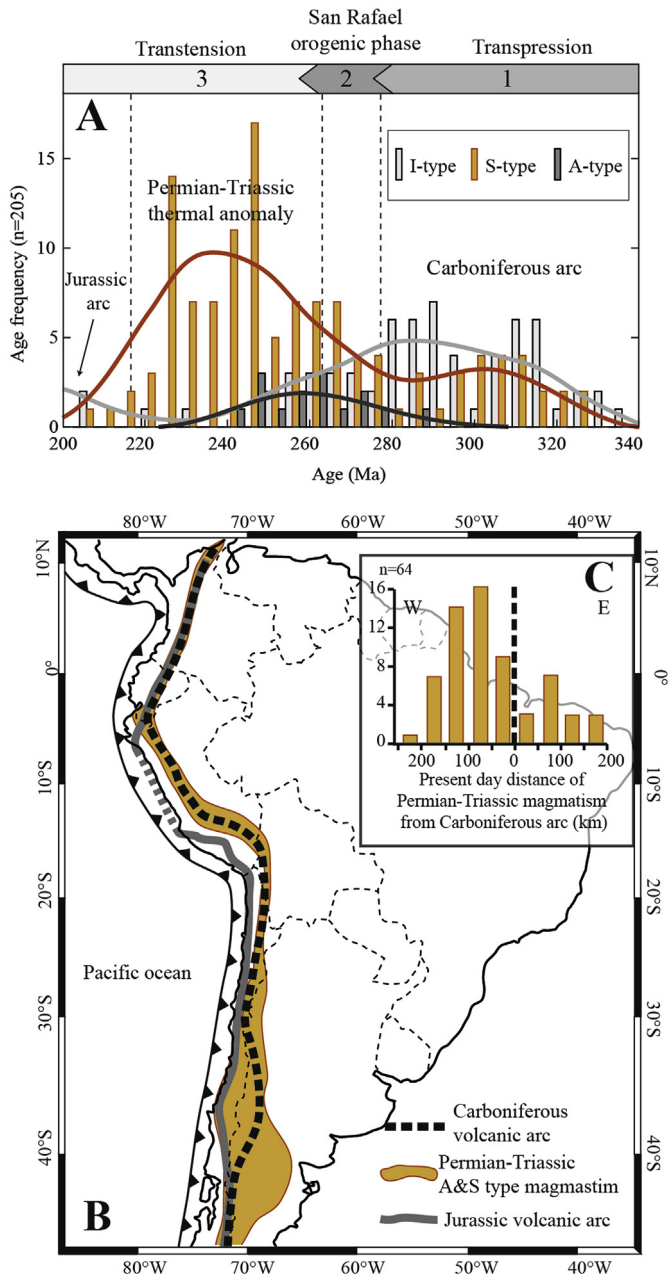 San Rafael
orogenic phase
Transtension
Transpression
3
2
1
A
I-type
S-type
A-type
Permian-Triassic
thermal anomaly
Jurassic
arc
Carboniferous arc
Age frequency (n=205)
15
10
5
0
200
220
240
260
280
300
320
340
Age (Ma)
80°W
70°W
60°W
50°W
40°W
10°N
0°
10°S
20°S
30°S
40°S
10°N
0°
10°S
20°S
30°S
40°S
n=64
C
W
E
16
12
8
4
0
200
100
0
100
200
Present day distance of
Permian-Triassic magmatism
from Carboniferous arc (km)
Pacific ocean
Carboniferous
volcanic arc
Permian-Triassic
A&S type magmastim
Jurassic volcanic arc
B
80°W
70°W
60°W
50°W
40°W